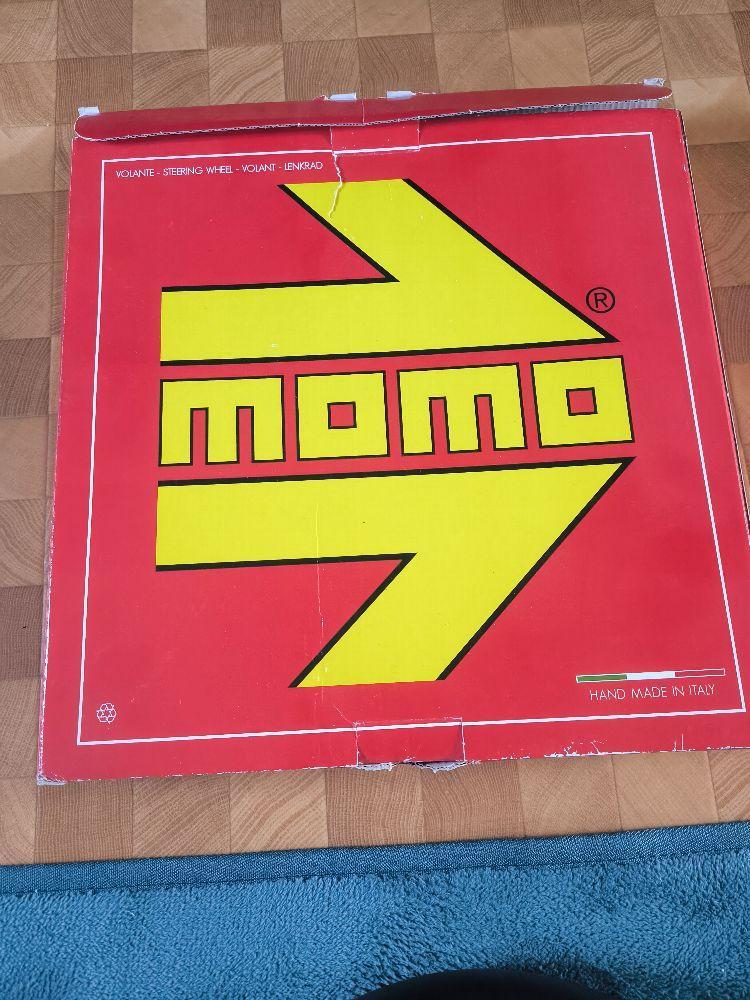 VOLANTE - STEERING WHEEL - VOLANT - LENKRAD
®
momo
HAND MADE IN ITALY